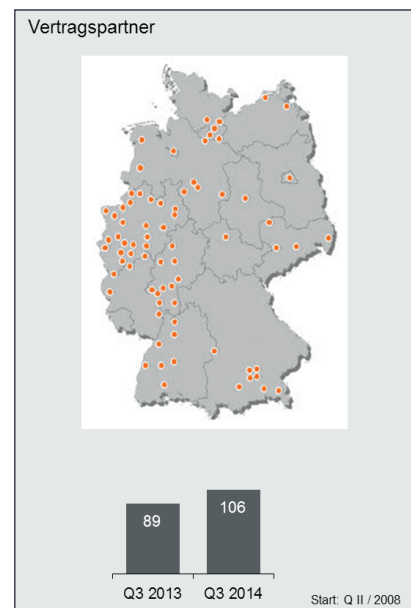 Vertragspartner
89
106
Q3 2013
Q3 2014
Start: Q II / 2008